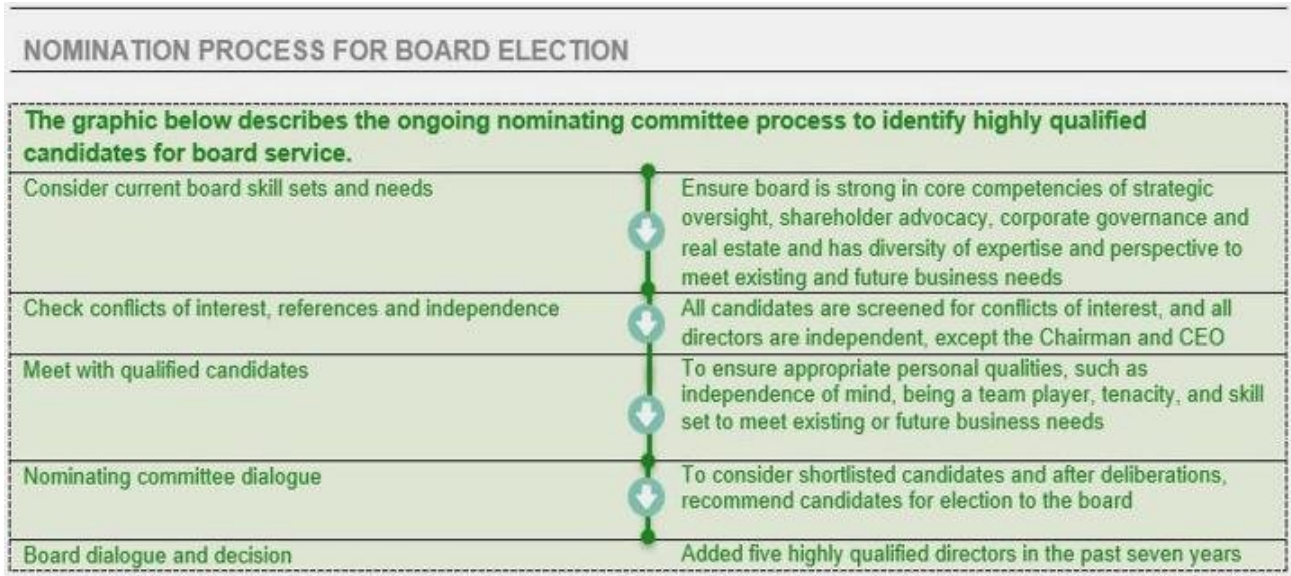 NOMINATION PROCESS FOR BOARD ELECTION
The graphic below describes the ongoing nominating committee process to identify highly qualified
candidates for board service.
Consider current board skill sets and needs
Ensure board is strong in core competencies of strategic
oversight, shareholder advocacy, corporate governance and
real estate and has diversity of expertise and perspective to
meet existing and future business needs
Check conflicts of interest, references and independence
All candidates are screened for conflicts of interest, and all
directors are independent, except the Chairman and CEO
Meet with qualified candidates
To ensure appropriate personal qualities, such as
independence of mind, being a team player, tenacity, and skill
set to meet existing or future business needs
Nominating committee dialogue
To consider shortlisted candidates and after deliberations,
recommend candidates for election to the board
Board dialogue and decision
Added five highly qualified directors in the past seven years